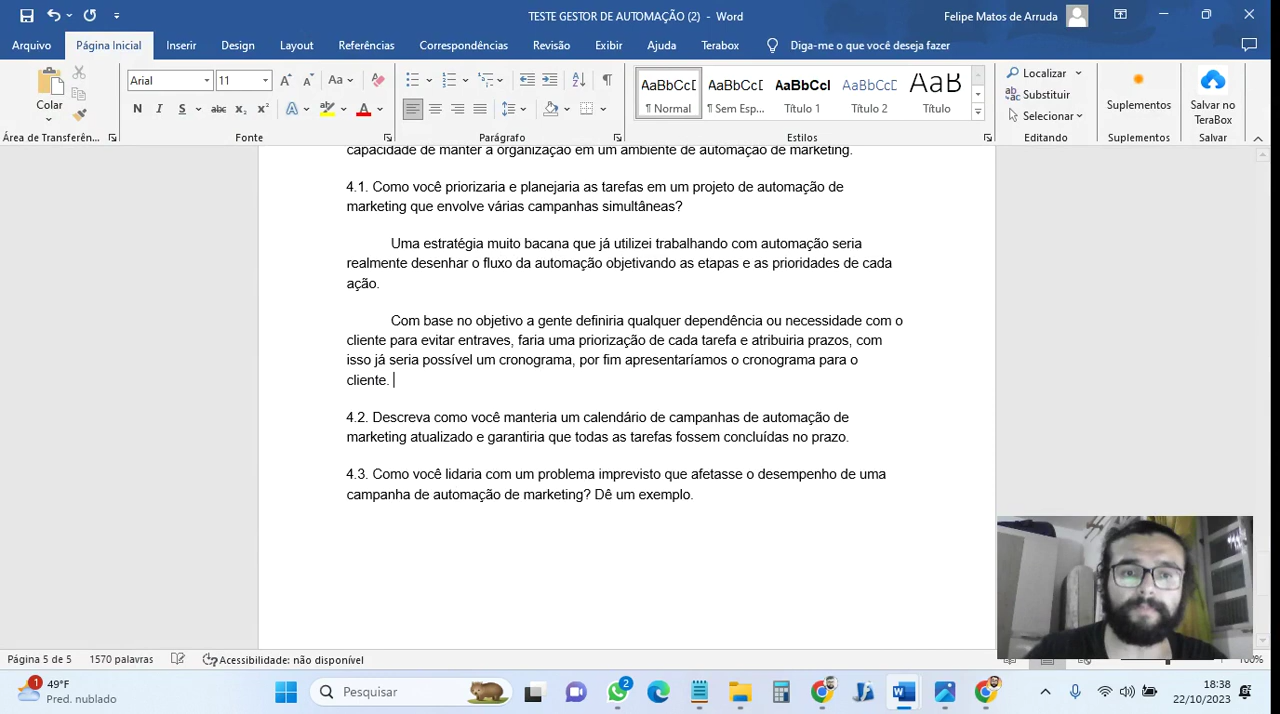 TESTE GESTOR DE AUTOMAÇÃO (2) - Word
Felipe Matos de Arruda
Arquivo Página Inicial Inserir Design Layout Referências Correspondências Revisão Exibir Ajuda Terabox Diga-me o que você deseja fazer
Colar
Arial 11
AaBbCcD AaBbCcD AaBbCcI AaBbCcD AaB
¶ Normal ¶ Sem Esp... Título 1 Título 2 Título
Localizar
Substituir
Selecionar
Suplementos
Salvar no TeraBox
Área de Transferên... Fonte Parágrafo Estilos Editando Suplementos Salvar
capacidade de manter a organização em um ambiente de automação de marketing.
4.1. Como você priorizaria e planejaria as tarefas em um projeto de automação de
marketing que envolve várias campanhas simultâneas?
Uma estratégia muito bacana que já utilizei trabalhando com automação seria
realmente desenhar o fluxo da automação objetivando as etapas e as prioridades de cada
ação.
Com base no objetivo a gente definiria qualquer dependência ou necessidade com o
cliente para evitar entraves, faria uma priorização de cada tarefa e atribuiria prazos, com
isso já seria possível um cronograma, por fim apresentaríamos o cronograma para o
cliente.
4.2. Descreva como você manteria um calendário de campanhas de automação de
marketing atualizado e garantiria que todas as tarefas fossem concluídas no prazo.
4.3. Como você lidaria com um problema imprevisto que afetasse o desempenho de uma
campanha de automação de marketing? Dê um exemplo.
Página 5 de 5 1570 palavras Acessibilidade: não disponível 100%
1 49°F
Pred. nublado
Pesquisar
2
18:38
22/10/2023